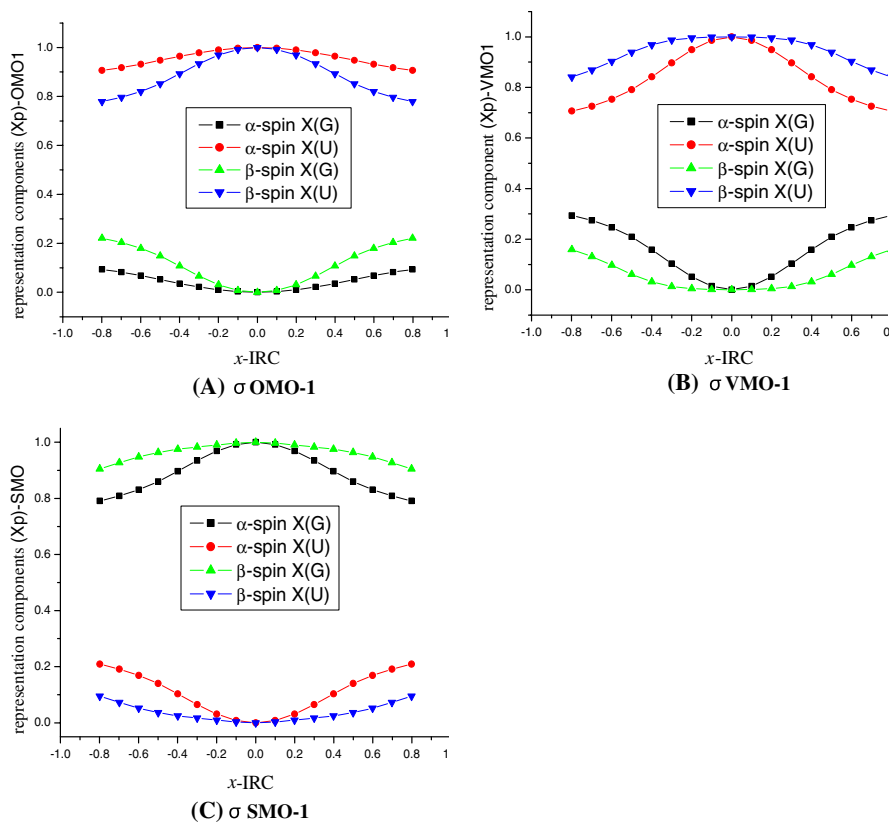 representation components (Xp)-OMO1
1.0
0.8
0.6
0.4
0.2
0.0
α-spin X(G)
α-spin X(U)
β-spin X(G)
β-spin X(U)
-1.0 -0.8 -0.6 -0.4 -0.2 0.0 0.2 0.4 0.6 0.8 1
x-IRC
(A) σ OMO-1
representation component (Xp)-VMO1
1.0
0.8
0.6
0.4
0.2
0.0
α-spin X(G)
α-spin X(U)
β-spin X(G)
β-spin X(U)
-1.0 -0.8 -0.6 -0.4 -0.2 0.0 0.2 0.4 0.6
x-IRC
(B) σ VMO-1
representation components (Xp)-SMO
1.0
0.8
0.6
0.4
0.2
0.0
α-spin X(G)
α-spin X(U)
β-spin X(G)
β-spin X(U)
-1.0 -0.8 -0.6 -0.4 -0.2 0.0 0.2 0.4 0.6 0.8 1
x-IRC
(C) σ SMO-1